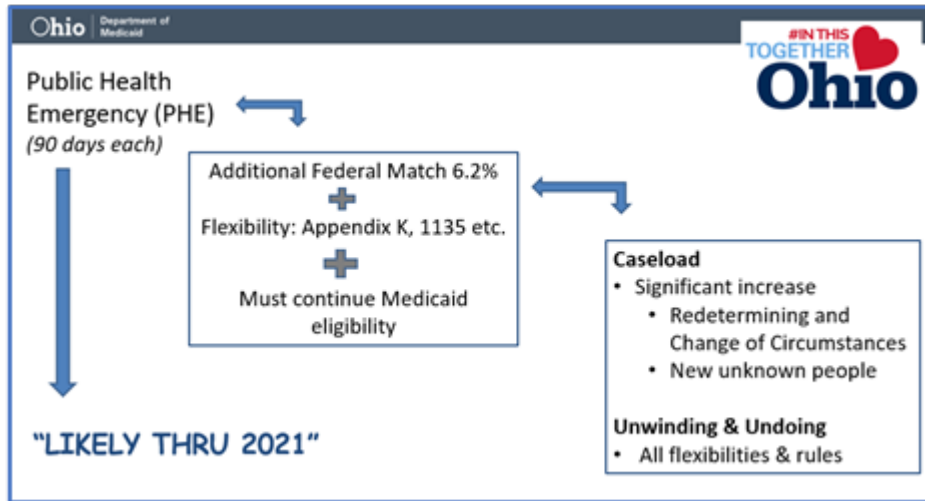 Ohio Department of
Medicaid
#IN THIS
TOGETHER
Ohio
Public Health
Emergency (PHE)
(90 days each)
Additional Federal Match 6.2%
Flexibility: Appendix K, 1135 etc.
Must continue Medicaid
eligibility
Caseload
• Significant increase
• Redetermining and
Change of Circumstances
• New unknown people
Unwinding & Undoing
• All flexibilities & rules
"LIKELY THRU 2021"